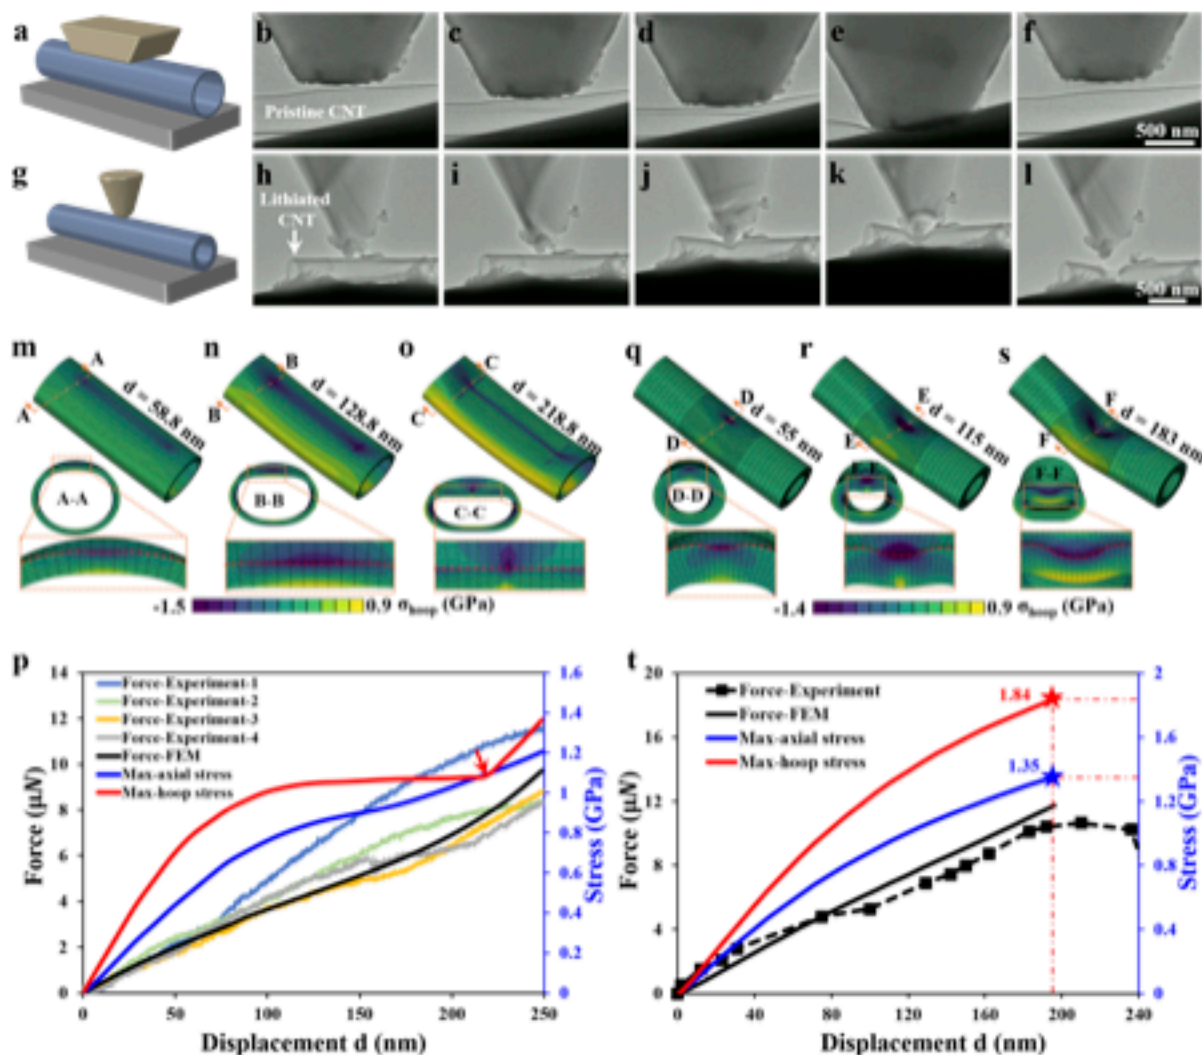 a b c d e f
Pristine CNT
500 nm
g h i j k l
Lithiated
CNT
500 nm
m n o q r s
A A d = 58.8 nm
B B d = 128.8 nm
C C d = 218.8 nm
D D d = 55 nm
E E d = 115 nm
F F d = 183 nm
A-A B-B C-C D-D F-F
-1.5 0.9 σhoop (GPa)
-1.4 0.9 σhoop (GPa)
p
Force-Experiment-1
Force-Experiment-2
Force-Experiment-3
Force-Experiment-4
Force-FEM
Max-axial stress
Max-hoop stress
14
12
10
8
6
4
2
0
Force (μN)
1.6
1.4
1.2
1
0.8
0.6
0.4
0.2
0
Stress (GPa)
0 50 100 150 200 250
Displacement d (nm)
t
Force-Experiment
Force-FEM
Max-axial stress
Max-hoop stress
1.84
1.35
20
16
12
8
4
0
Force (μN)
2
1.6
1.2
0.8
0.4
0
Stress (GPa)
0 40 80 120 160 200 240
Displacement d (nm)